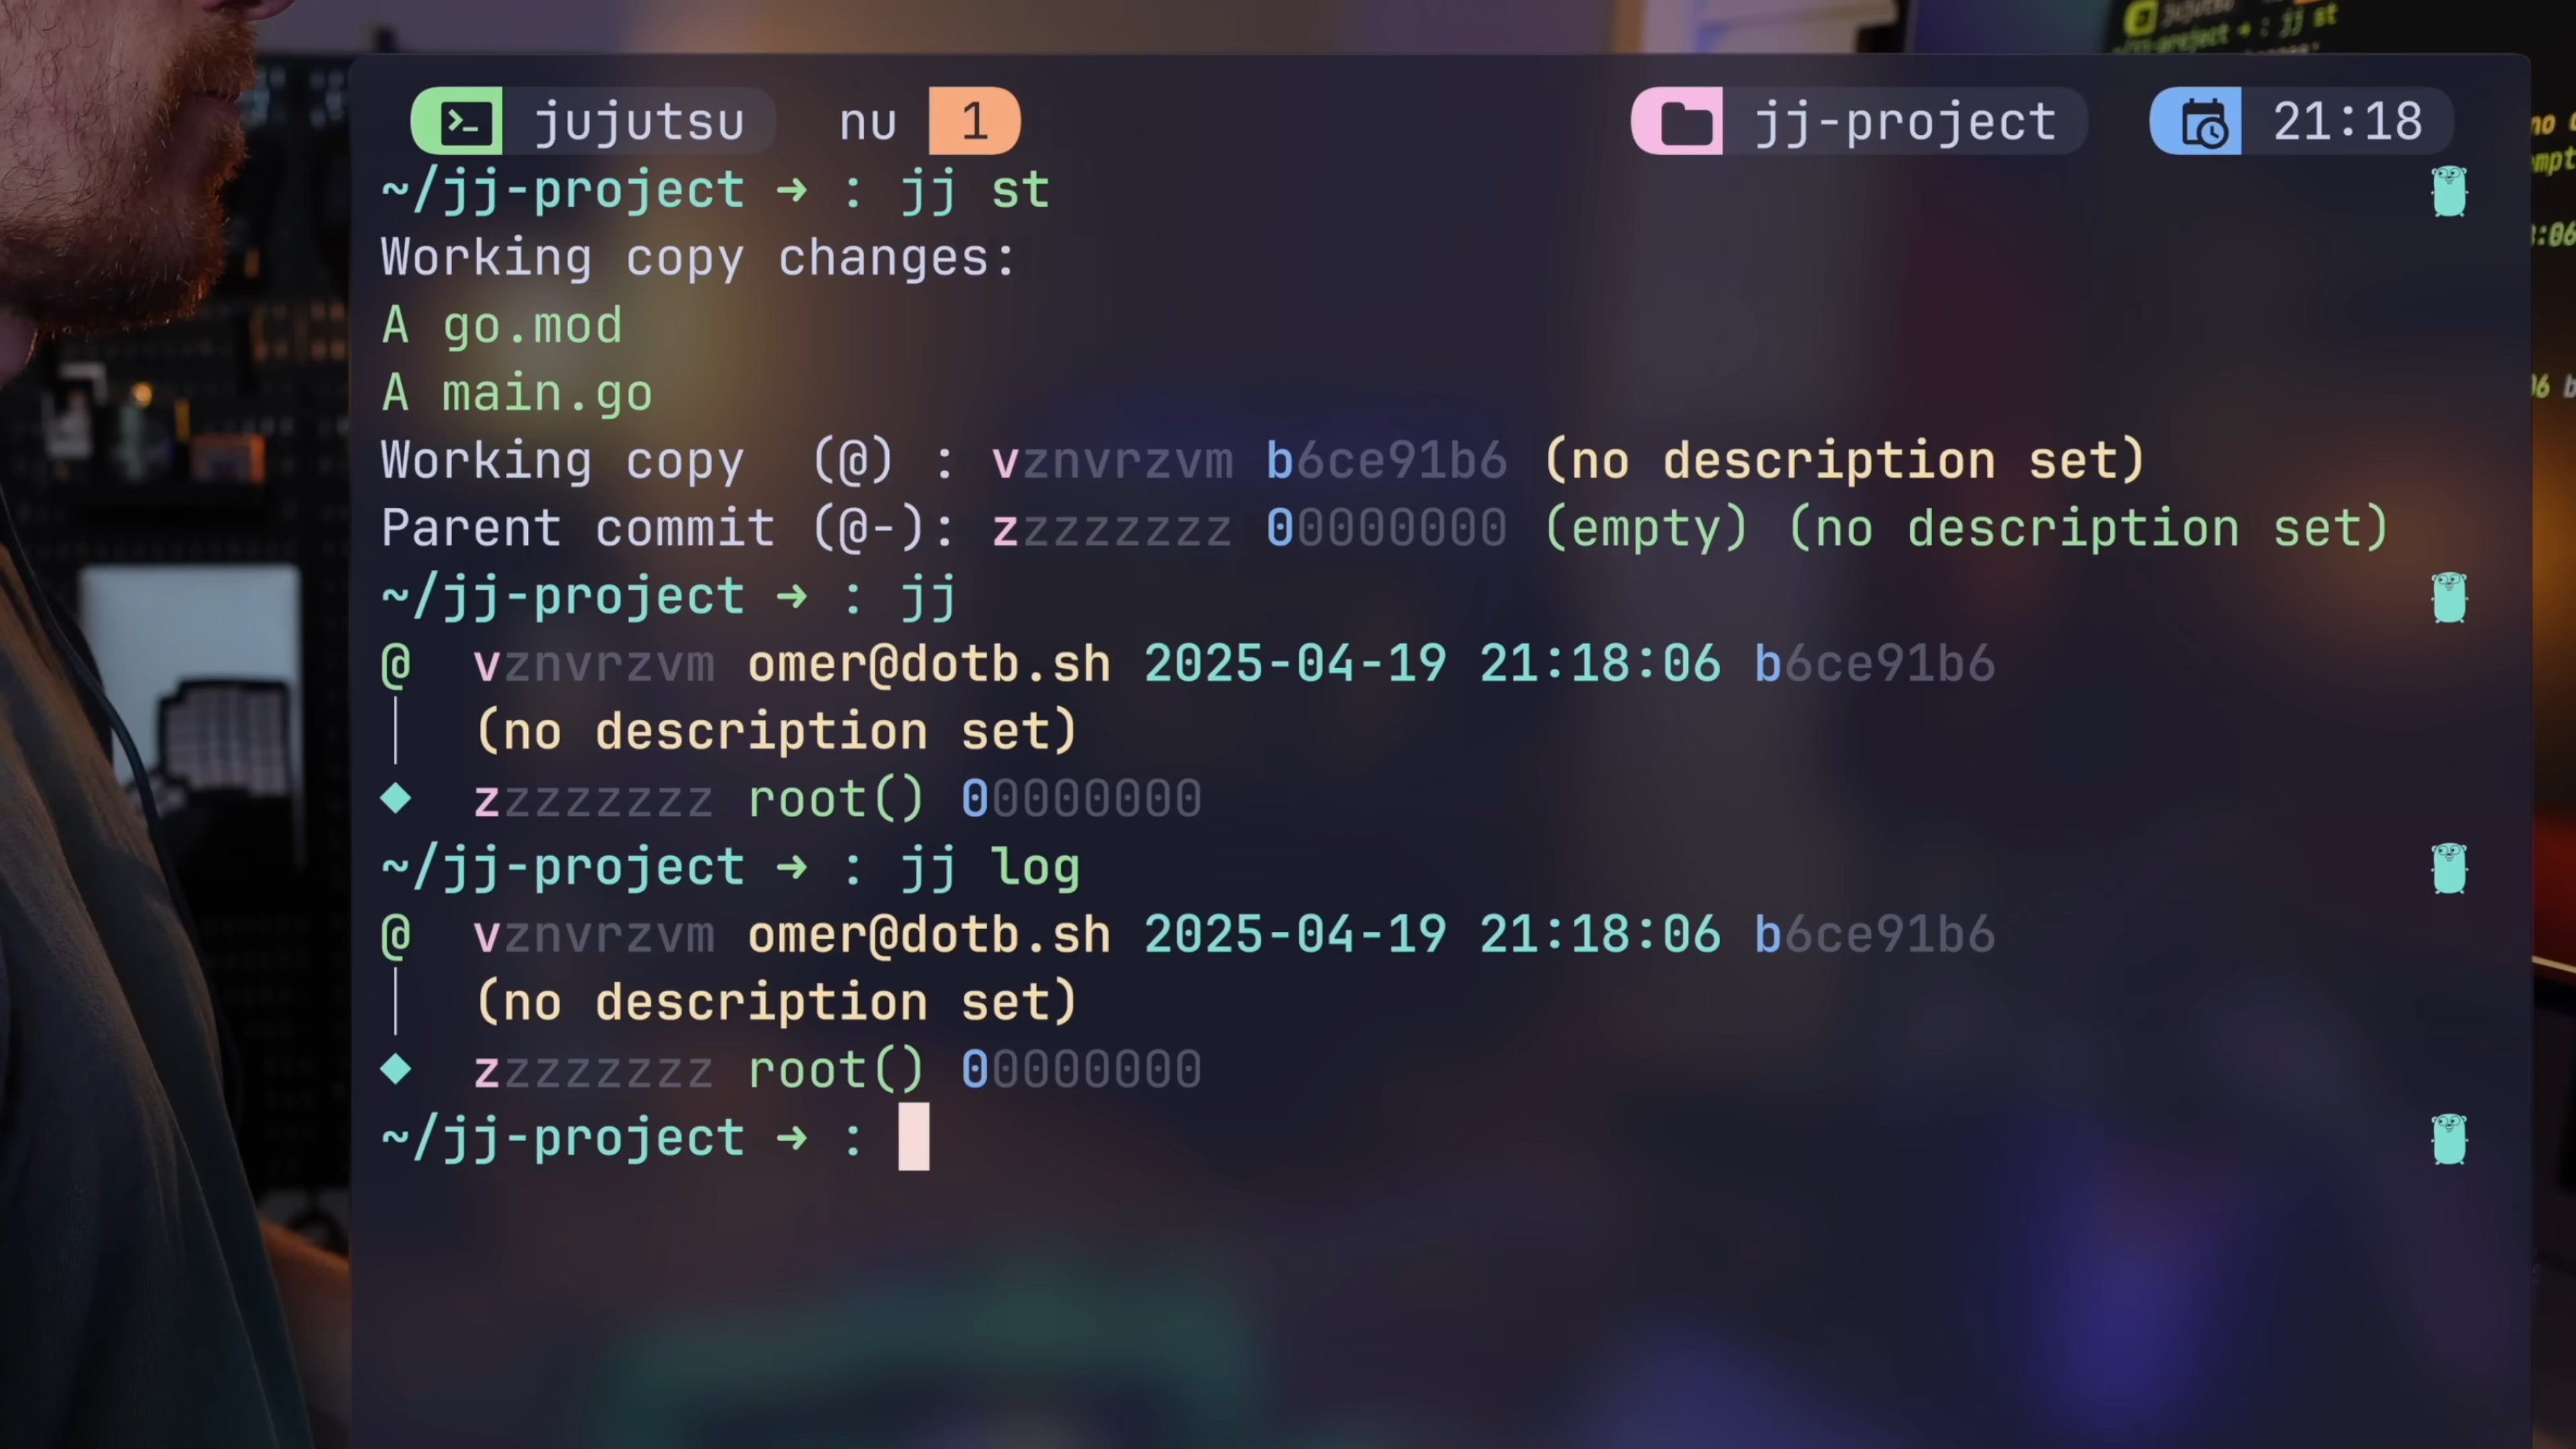 jujutsu nu 1 jj-project 21:18
~/jj-project ➜ : jj st
Working copy changes:
A go.mod
A main.go
Working copy  (@) : vznvrzvm b6ce91b6 (no description set)
Parent commit (@-): zzzzzzzz 00000000 (empty) (no description set)
~/jj-project ➜ : jj
@  vznvrzvm omer@dotb.sh 2025-04-19 21:18:06 b6ce91b6
│  (no description set)
◆  zzzzzzzz root() 00000000
~/jj-project ➜ : jj log
@  vznvrzvm omer@dotb.sh 2025-04-19 21:18:06 b6ce91b6
│  (no description set)
◆  zzzzzzzz root() 00000000
~/jj-project ➜ :
jj st